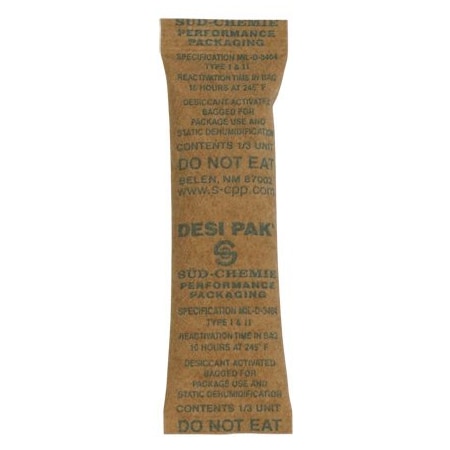 SÜD-CHEMIE
PERFORMANCE
PACKAGING
SPECIFICATION MIL-D-3464
TYPE I & II
REACTIVATION TIME IN BAG
16 HOURS AT 245° F
DESICCANT ACTIVATED
BAGGED FOR
PACKAGE USE AND
STATIC DEHUMIDIFICATION
CONTENTS 1/3 UNIT
DO NOT EAT
BELEN, NM 87002
www.s-cpp.com
DESI PAK®
SÜD-CHEMIE
PERFORMANCE
PACKAGING
SPECIFICATION MIL-D-3464
TYPE I & II
REACTIVATION TIME IN BAG
16 HOURS AT 245° F
DESICCANT ACTIVATED
BAGGED FOR
PACKAGE USE AND
STATIC DEHUMIDIFICATION
CONTENTS 1/3 UNIT
DO NOT EAT